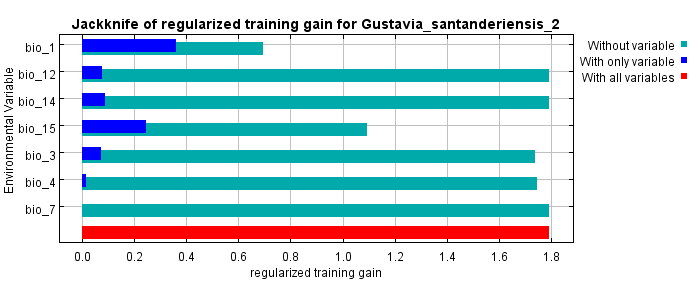 Jackknife of regularized training gain for Gustavia_santanderiensis_2
Environmental Variable
bio_1
bio_12
bio_14
bio_15
bio_3
bio_4
bio_7
Without variable
With only variable
With all variables
0.0 0.2 0.4 0.6 0.8 1.0 1.2 1.4 1.6 1.8
regularized training gain